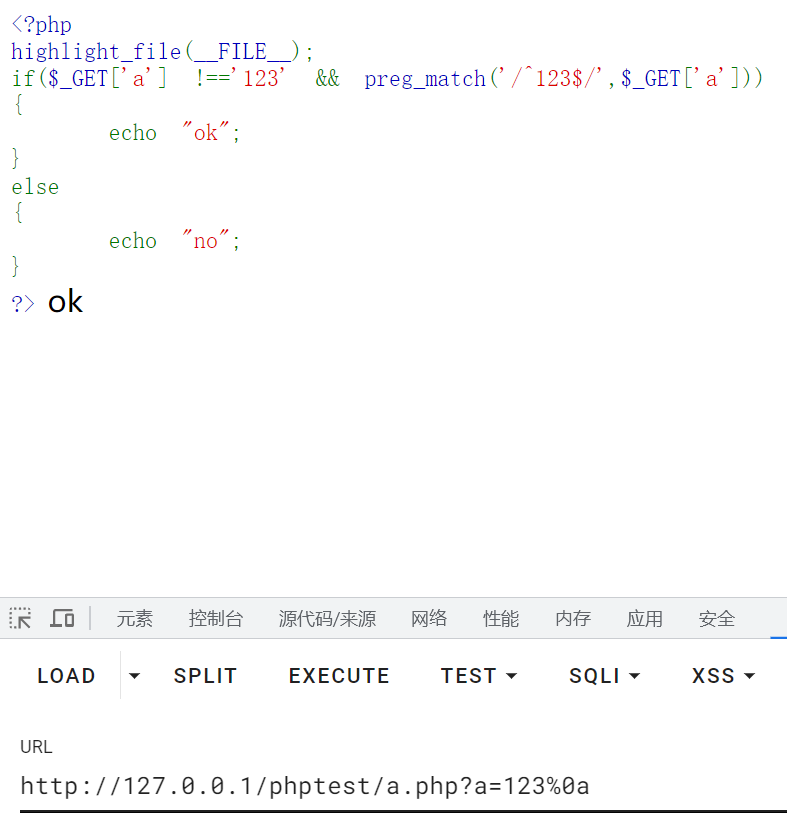 <?php
highlight_file(__FILE__);
if($_GET['a'] !=='123' && preg_match('/^123$/',$_GET['a']))
{
echo "ok";
}
else
{
echo "no";
}
?> ok
元素 控制台 源代码/来源 网络 性能 内存 应用 安全
LOAD SPLIT EXECUTE TEST SQLI XSS
URL
http://127.0.0.1/phptest/a.php?a=123%0a